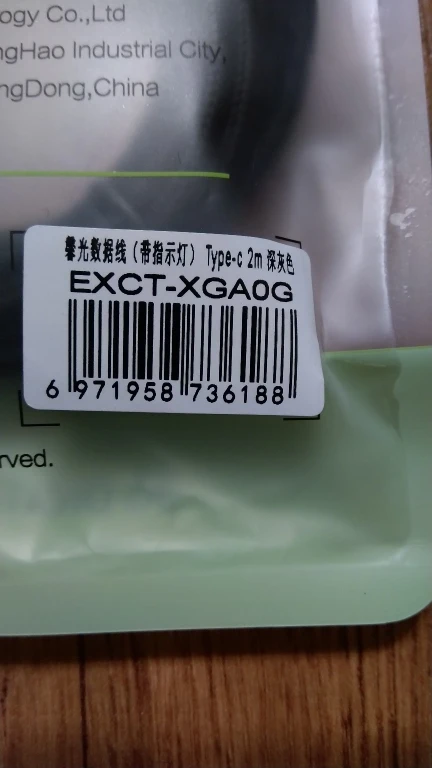 ogy Co.,Ltd
ngHao Industrial City,
ngDong,China
馨光数据线（带指示灯） Type-c 2m 深灰色
EXCT-XGA0G
6 971958 736188
rved.